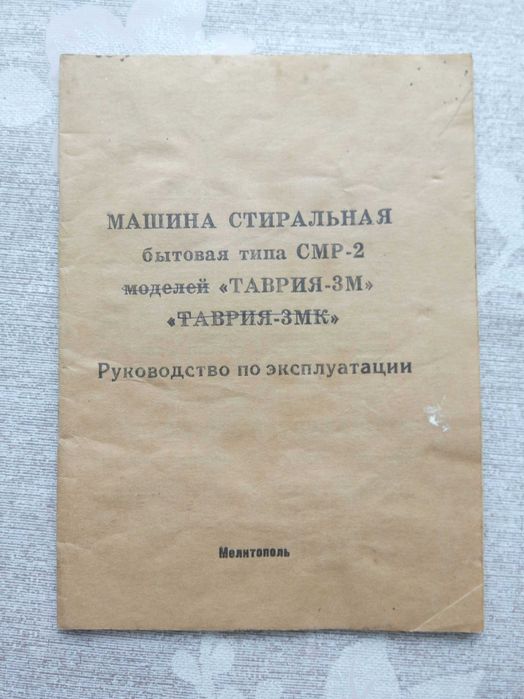 МАШИНА СТИРАЛЬНАЯ
бытовая типа СМР-2
моделей «ТАВРИЯ-3М»
«ТАВРИЯ-3МК»
Руководство по эксплуатации
Мелитополь